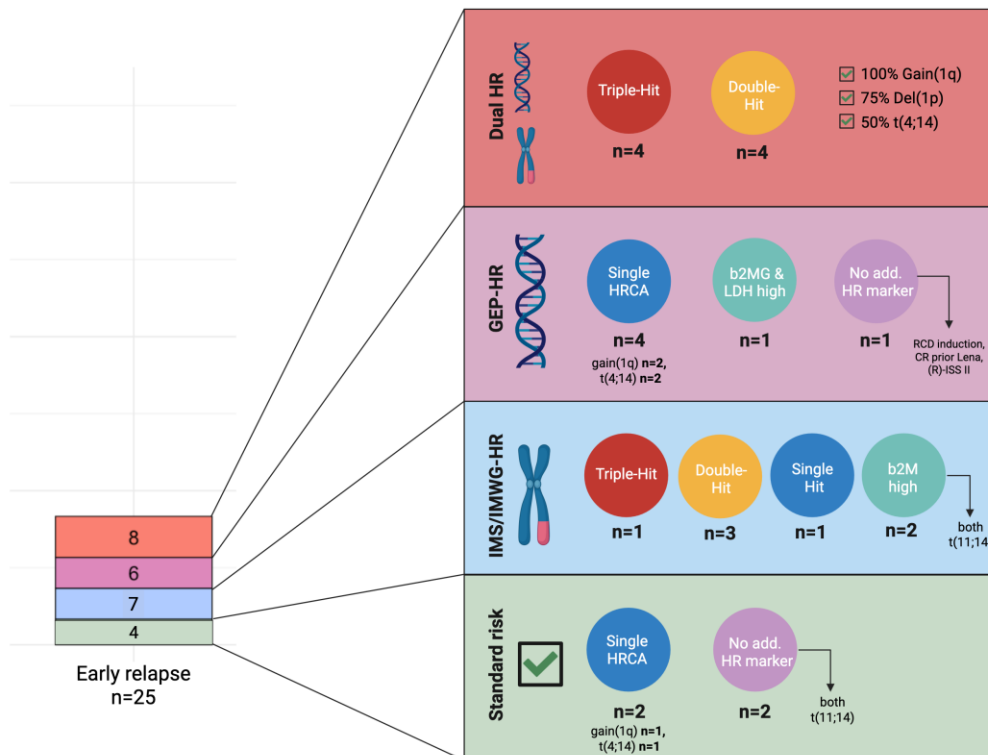 Dual HR
Triple-Hit
n=4
Double-
Hit
n=4
100% Gain(1q)
75% Del(1p)
50% t(4;14)
GEP-HR
Single
HRCA
n=4
gain(1q) n=2,
t(4;14) n=2
b2MG &
LDH high
n=1
No add.
HR marker
n=1
RCD induction,
CR prior Lena,
(R)-ISS II
IMS/IMWG-HR
Triple-Hit
n=1
Double-
Hit
n=3
Single
Hit
n=1
b2M
high
n=2
both
t(11;14
Standard risk
Single
HRCA
n=2
gain(1q) n=1,
t(4;14) n=1
No add.
HR marker
n=2
both
t(11;14)
8
6
7
4
Early relapse
n=25